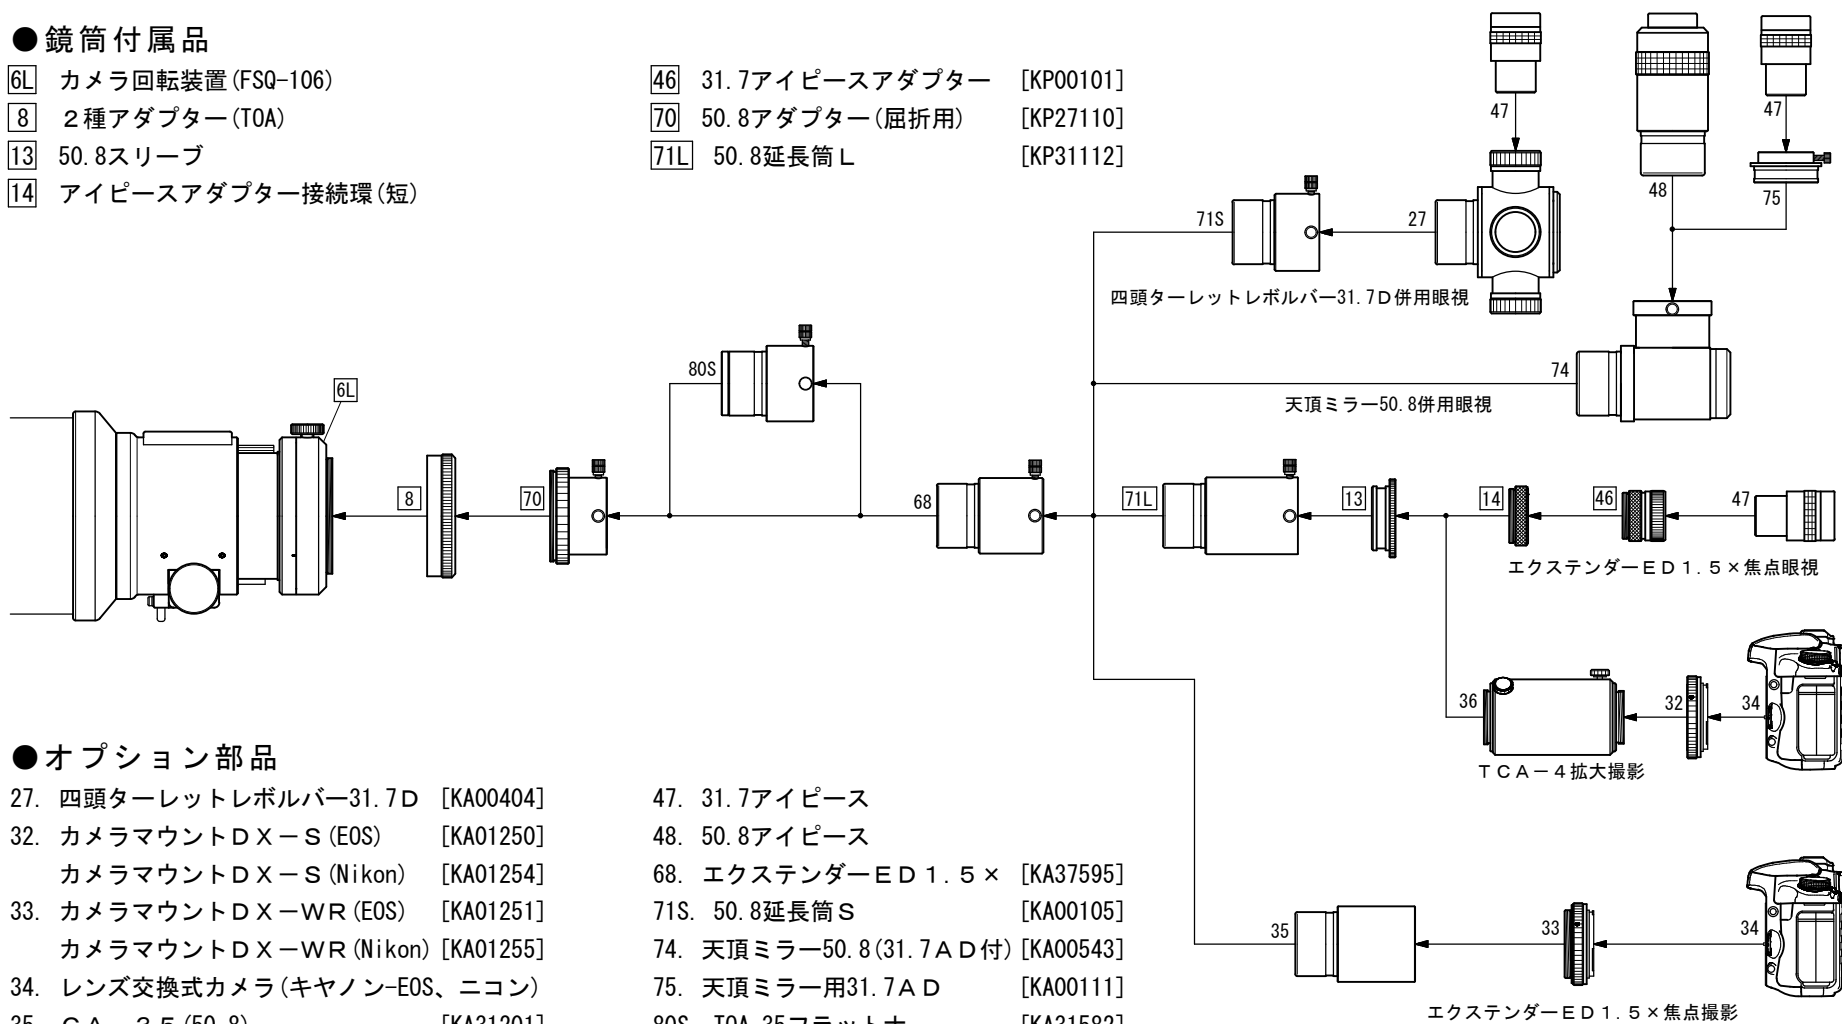 ●鏡筒付属品
6L カメラ回転装置(FSQ-106)
8 2種アダプター(TOA)
13 50.8スリーブ
14 アイピースアダプター接続環(短)
46 31.7アイピースアダプター [KP00101]
70 50.8アダプター(屈折用) [KP27110]
71L 50.8延長筒L [KP31112]
47
47
48
75
71S
27
四頭ターレットレボルバー31.7D併用眼視
80S
74
天頂ミラー50.8併用眼視
6L
8
70
68
71L
13
14
46
47
エクステンダーED1.5×焦点眼視
36
32
34
TCA-4拡大撮影
35
33
34
エクステンダーED1.5×焦点撮影
●オプション部品
27. 四頭ターレットレボルバー31.7D [KA00404]
32. カメラマウントDX-S(EOS) [KA01250]
カメラマウントDX-S(Nikon) [KA01254]
33. カメラマウントDX-WR(EOS) [KA01251]
カメラマウントDX-WR(Nikon) [KA01255]
34. レンズ交換式カメラ(キヤノン-EOS、ニコン)
35. CA-35(50.8) [KA31201]
47. 31.7アイピース
48. 50.8アイピース
68. エクステンダーED1.5× [KA37595]
71S. 50.8延長筒S [KA00105]
74. 天頂ミラー50.8(31.7AD付) [KA00543]
75. 天頂ミラー用31.7AD [KA00111]
80S. TOA-35フラットナー [KA31582]